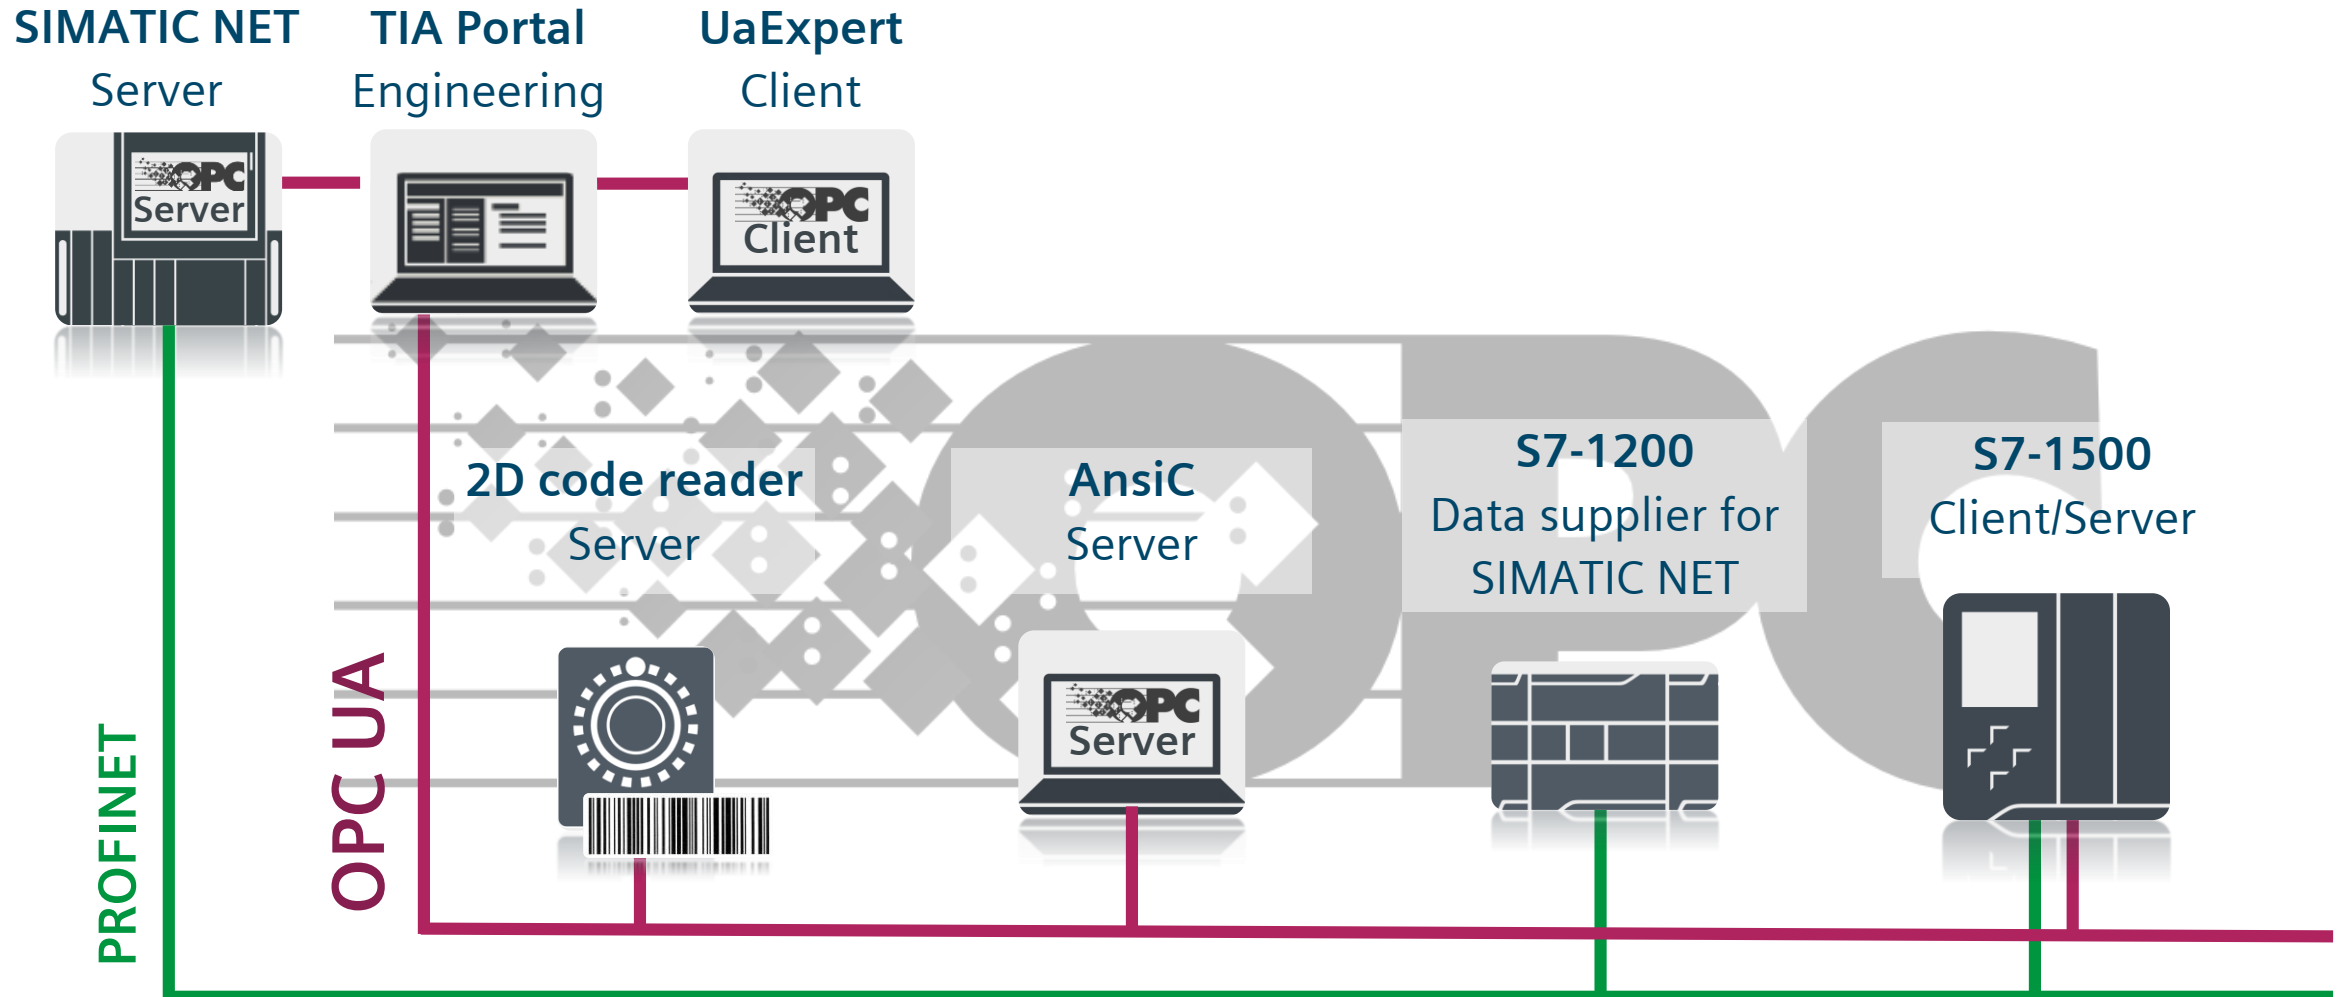 SIMATIC NET
Server
TIA Portal
Engineering
UaExpert
Client
OPC
Server
OPC
Client
OPC
2D code reader
Server
AnsiC
Server
S7-1200
Data supplier for
SIMATIC NET
S7-1500
Client/Server
OPC
Server
OPC UA
PROFINET